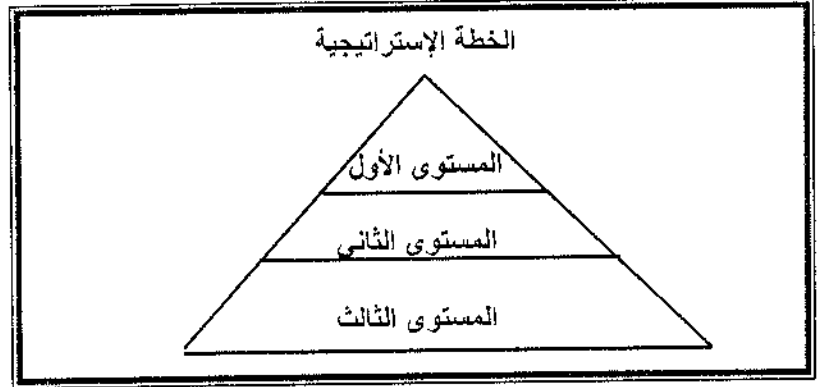 الخطة الإستراتيجية
المستوى الأول
المستوى الثاني
المستوى الثالث